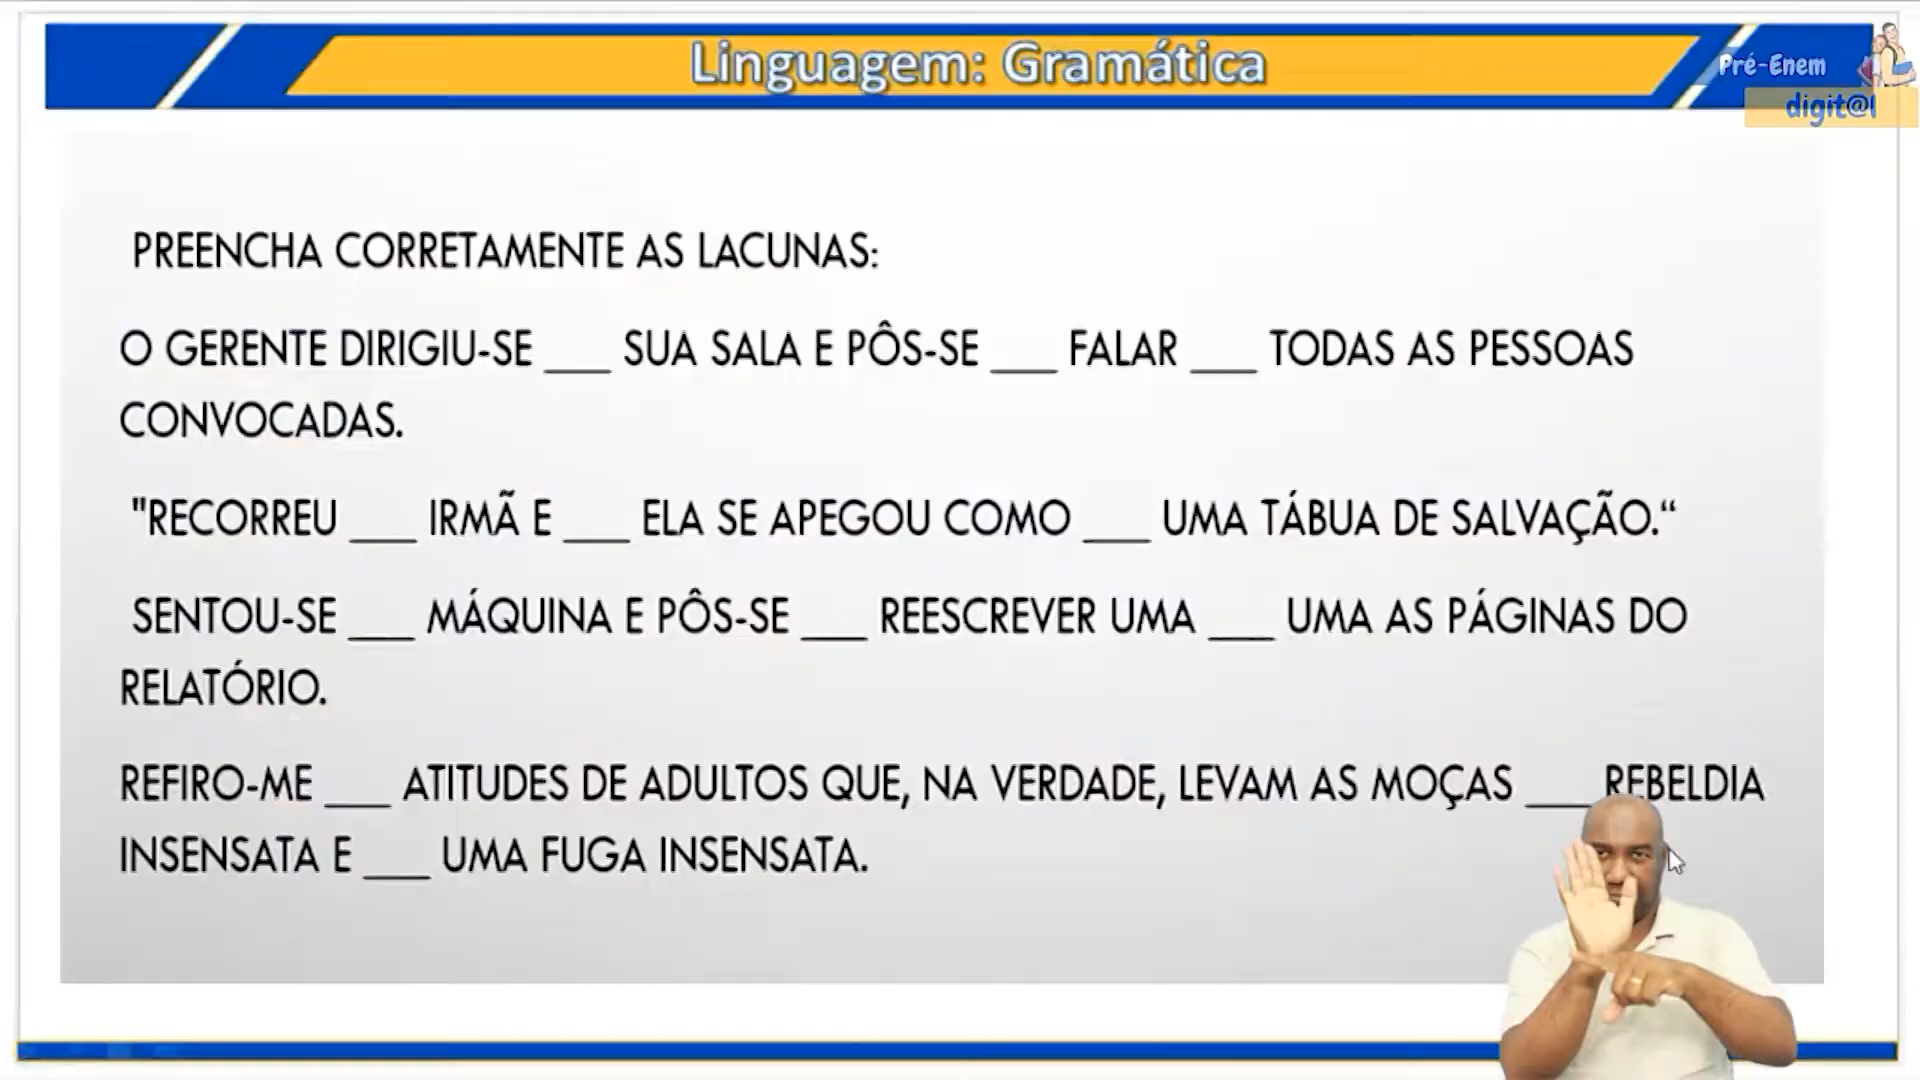 Linguagem: Gramática
Pré-Enem
digit@l
PREENCHA CORRETAMENTE AS LACUNAS:
O GERENTE DIRIGIU-SE ___ SUA SALA E PÔS-SE ___ FALAR ___ TODAS AS PESSOAS
CONVOCADAS.
"RECORREU ___ IRMÃ E ___ ELA SE APEGOU COMO ___ UMA TÁBUA DE SALVAÇÃO.“
SENTOU-SE ___ MÁQUINA E PÔS-SE ___ REESCREVER UMA ___ UMA AS PÁGINAS DO
RELATÓRIO.
REFIRO-ME ___ ATITUDES DE ADULTOS QUE, NA VERDADE, LEVAM AS MOÇAS ___ REBELDIA
INSENSATA E ___ UMA FUGA INSENSATA.